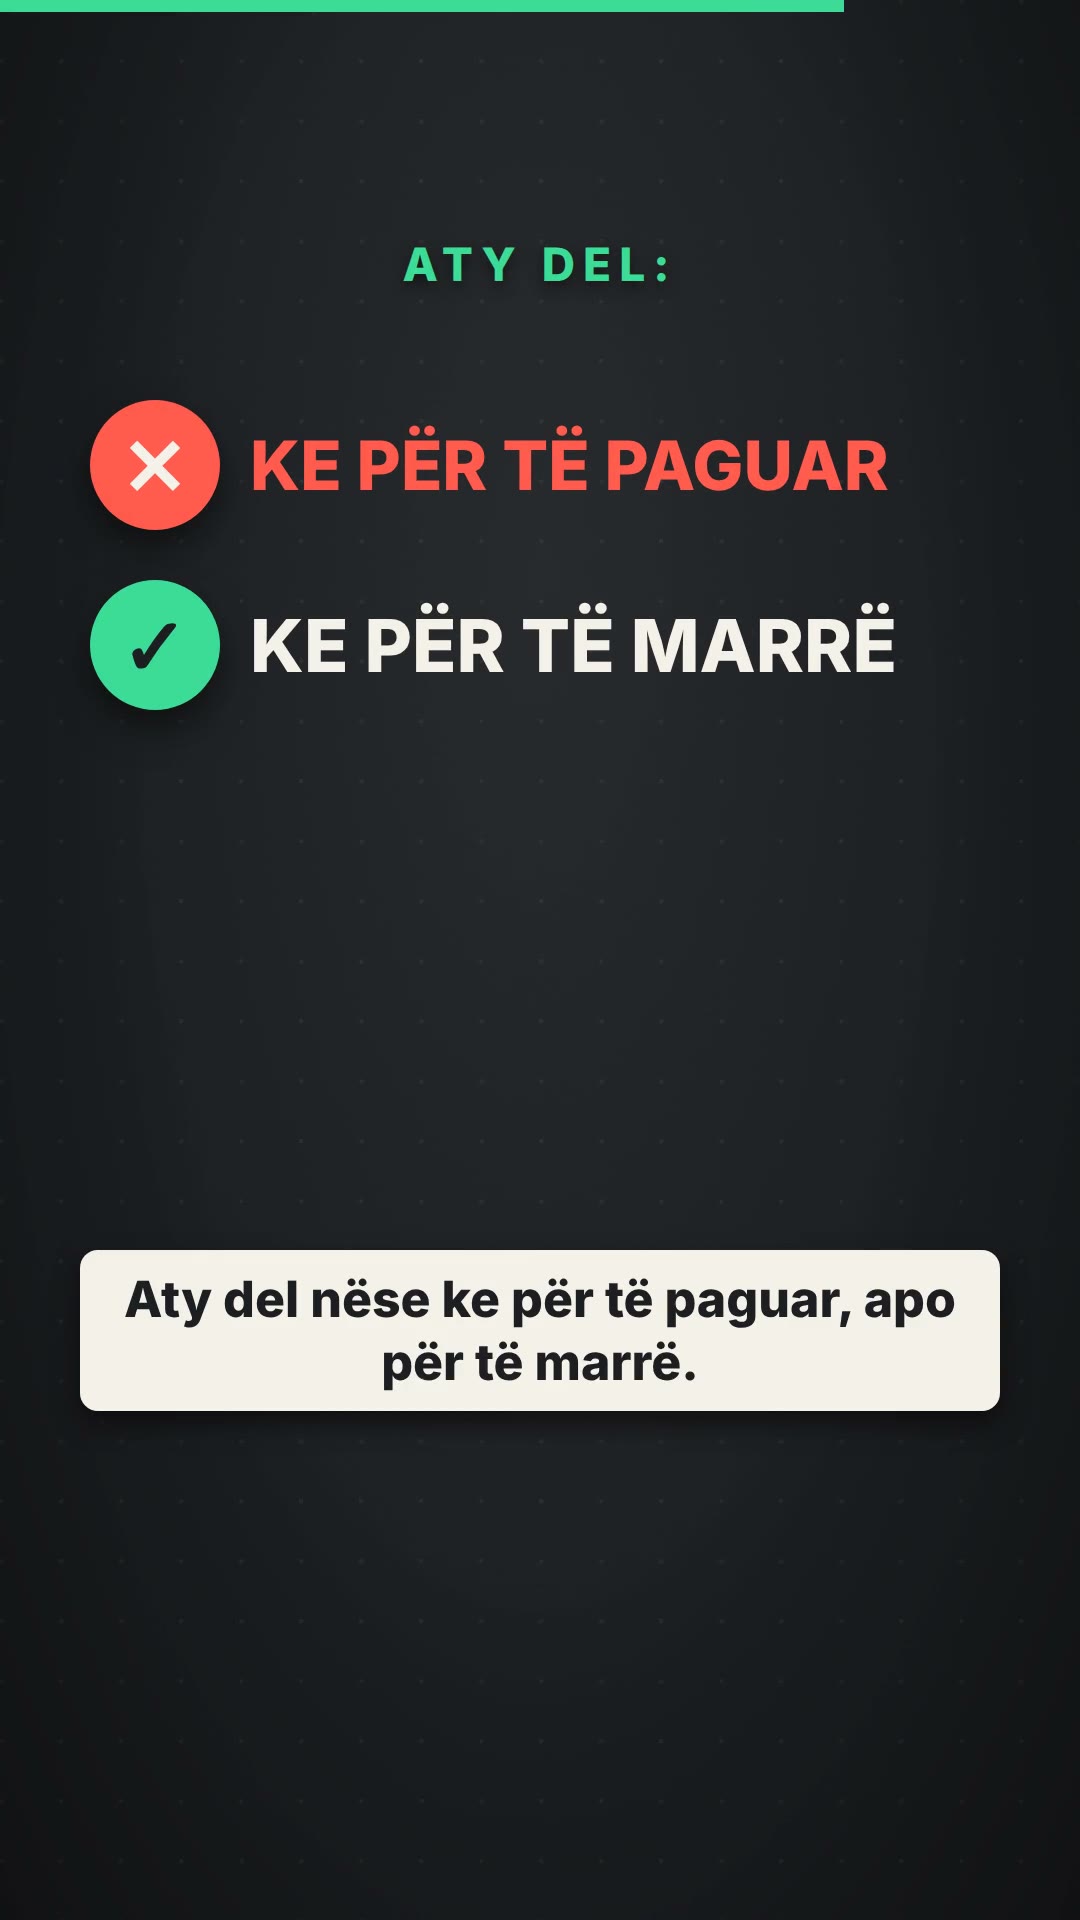 ATY DEL:
✕ KE PËR TË PAGUAR
✓ KE PËR TË MARRË
Aty del nëse ke për të paguar, apo
për të marrë.